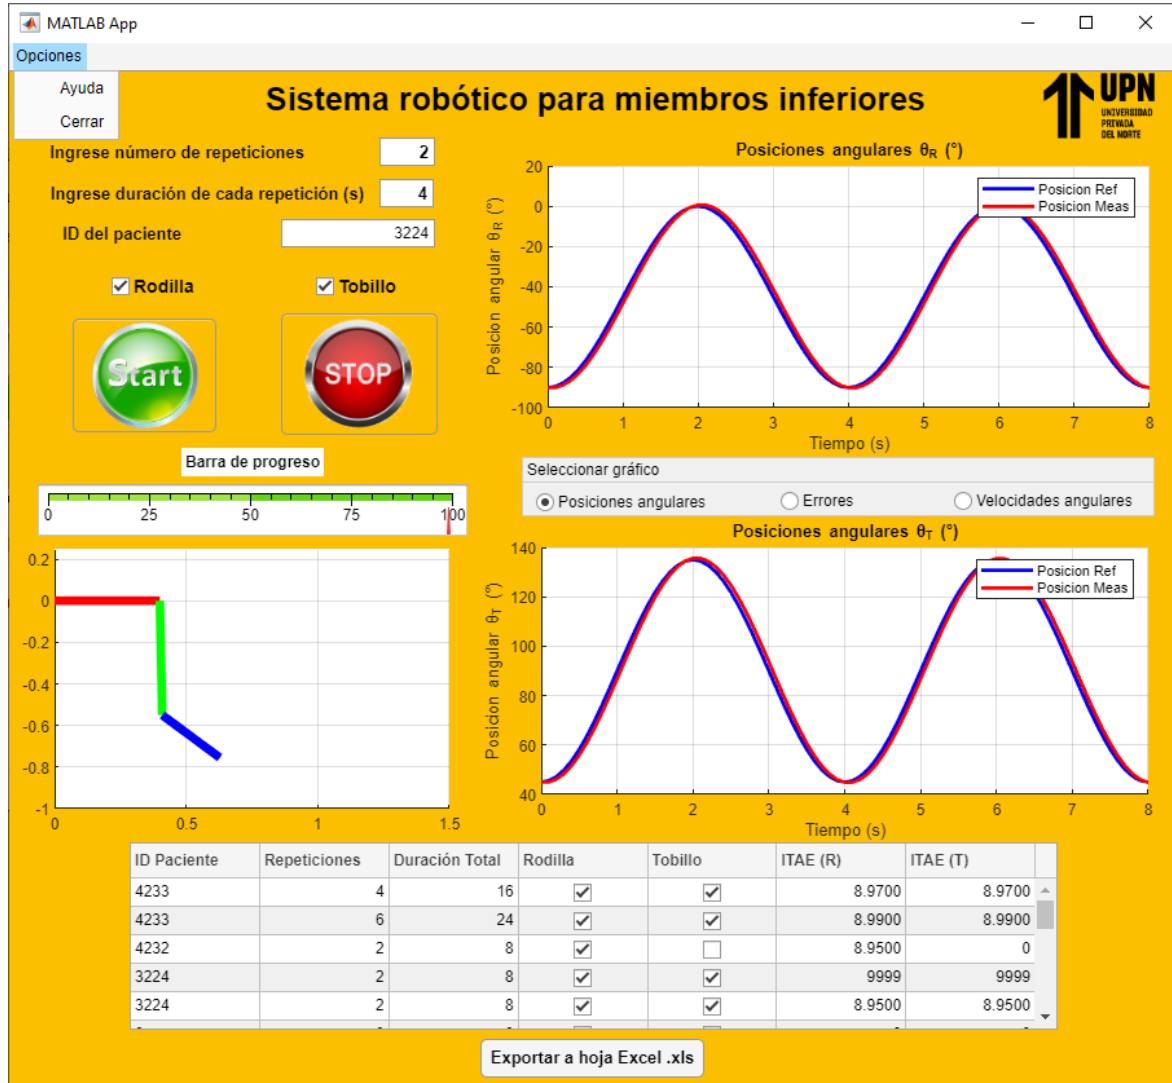 MATLAB App
Opciones
Ayuda
Cerrar
Sistema robótico para miembros inferiores
UPN
UNIVERSIDAD
PRIVADA
DEL NORTE
Ingrese número de repeticiones 2
Ingrese duración de cada repetición (s) 4
ID del paciente 3224
Rodilla Tobillo
Start STOP
Barra de progreso
0 25 50 75 100
Posiciones angulares θR (°)
Posicion angular θR (°)
20
0
-20
-40
-60
-80
-100
0 1 2 3 4 5 6 7 8
Tiempo (s)
Posicion Ref
Posicion Meas
Seleccionar gráfico
Posiciones angulares Errores Velocidades angulares
0.2
0
-0.2
-0.4
-0.6
-0.8
-1
0 0.5 1 1.5
Posiciones angulares θT (°)
Posicion angular θT (°)
140
120
100
80
60
40
0 1 2 3 4 5 6 7 8
Tiempo (s)
Posicion Ref
Posicion Meas
ID Paciente Repeticiones Duración Total Rodilla Tobillo ITAE (R) ITAE (T)
4233 4 16 8.9700 8.9700
4233 6 24 8.9900 8.9900
4232 2 8 8.9500 0
3224 2 8 9999 9999
3224 2 8 8.9500 8.9500
Exportar a hoja Excel .xls